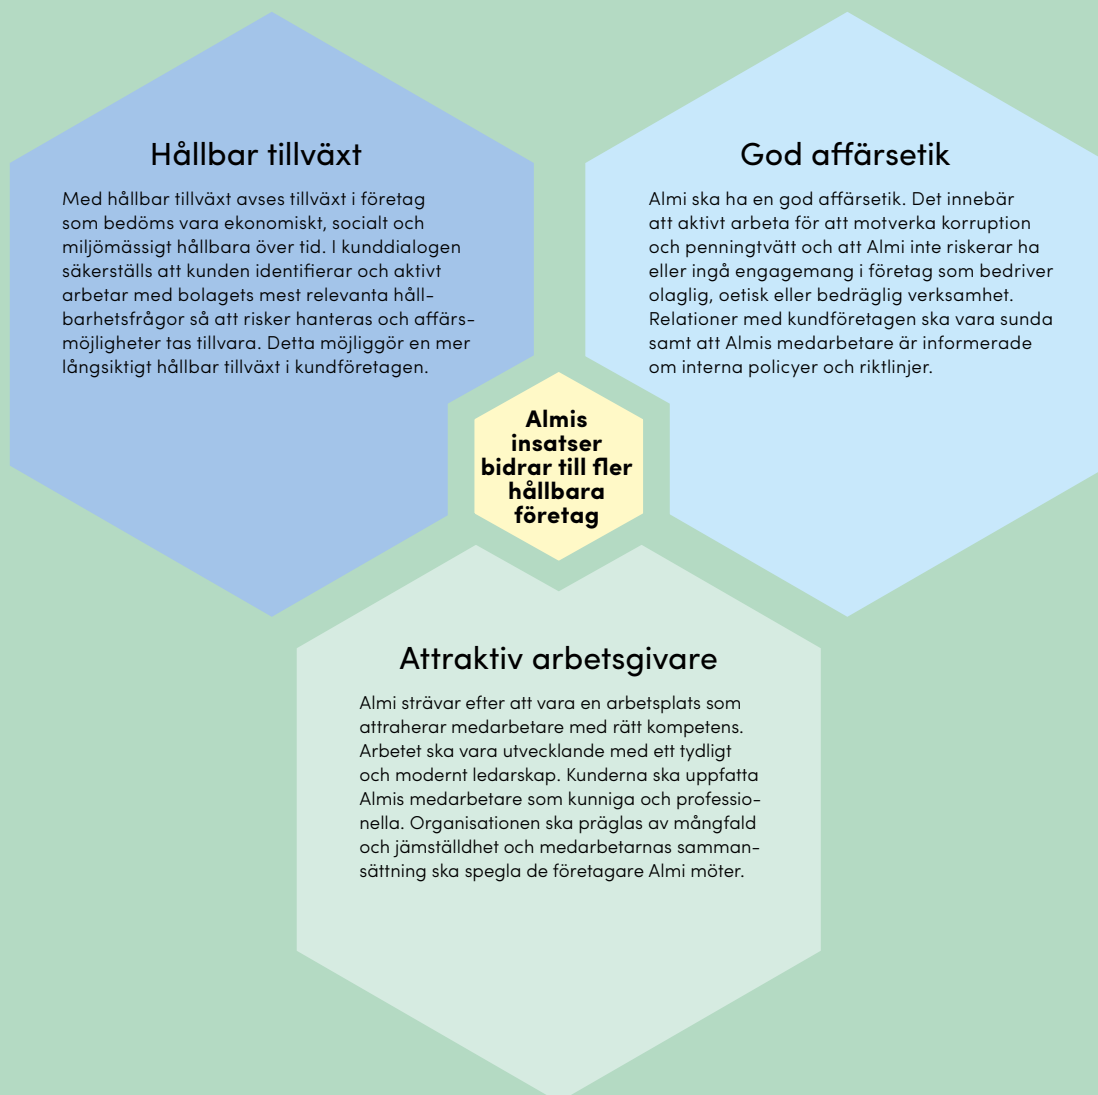 Hållbar tillväxt
Med hållbar tillväxt avses tillväxt i företag
som bedöms vara ekonomiskt, socialt och
miljömässigt hållbara över tid. I kunddialogen
säkerställs att kunden identifierar och aktivt
arbetar med bolagets mest relevanta håll-
barhetsfrågor så att risker hanteras och affärs-
möjligheter tas tillvara. Detta möjliggör en mer
långsiktigt hållbar tillväxt i kundföretagen.
God affärsetik
Almi ska ha en god affärsetik. Det innebär
att aktivt arbeta för att motverka korruption
och penningtvätt och att Almi inte riskerar ha
eller ingå engagemang i företag som bedriver
olaglig, oetisk eller bedräglig verksamhet.
Relationer med kundföretagen ska vara sunda
samt att Almis medarbetare är informerade
om interna policyer och riktlinjer.
Almis
insatser
bidrar till fler
hållbara
företag
Attraktiv arbetsgivare
Almi strävar efter att vara en arbetsplats som
attraherar medarbetare med rätt kompetens.
Arbetet ska vara utvecklande med ett tydligt
och modernt ledarskap. Kunderna ska uppfatta
Almis medarbetare som kunniga och professio-
nella. Organisationen ska präglas av mångfald
och jämställdhet och medarbetarnas samman-
sättning ska spegla de företagare Almi möter.